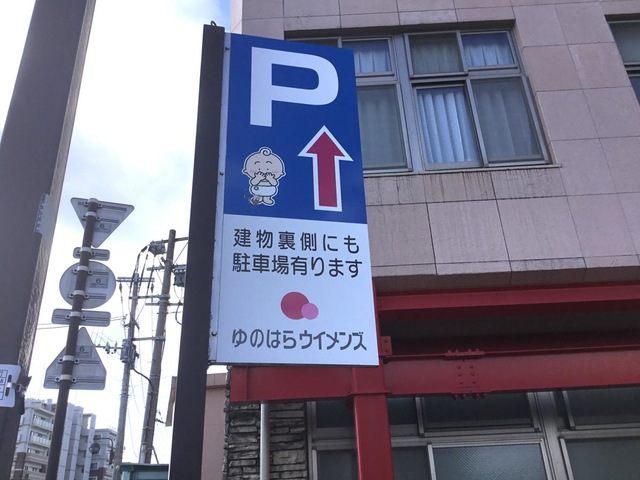 P
建物裏側にも
駐車場有ります
ゆのはらウイメンズ